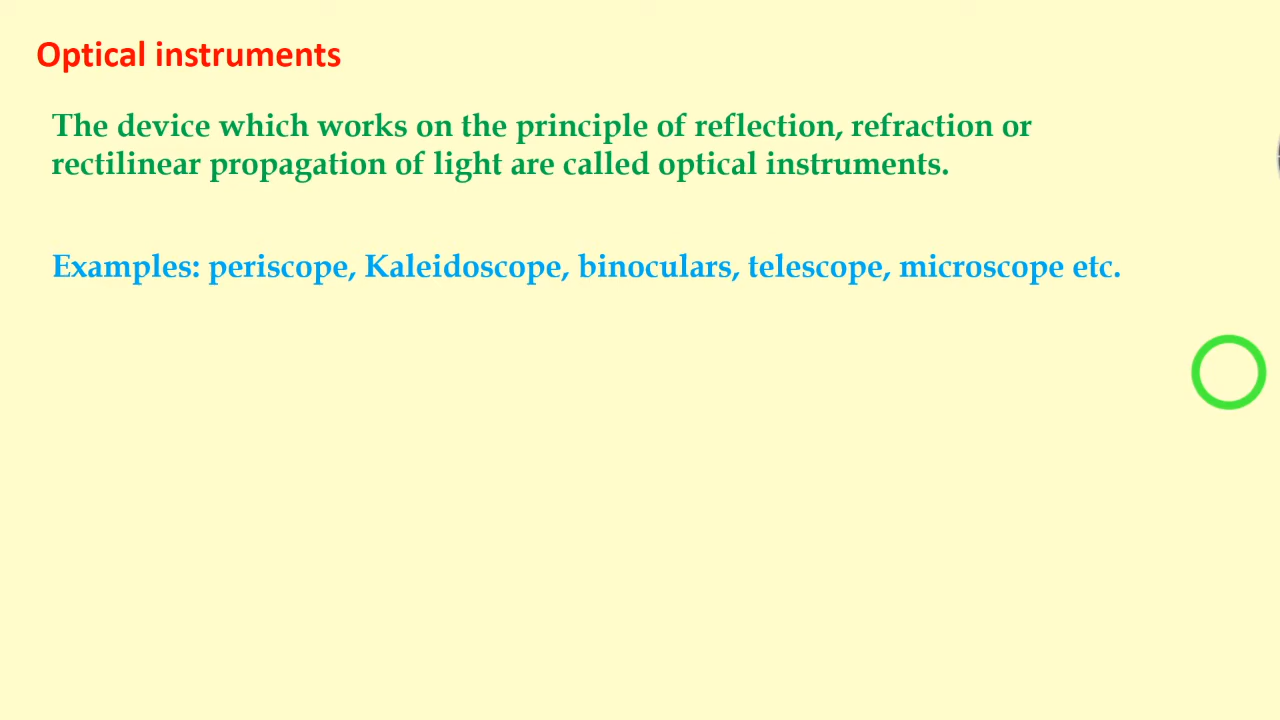 Optical instruments
The device which works on the principle of reflection, refraction or
rectilinear propagation of light are called optical instruments.
Examples: periscope, Kaleidoscope, binoculars, telescope, microscope etc.